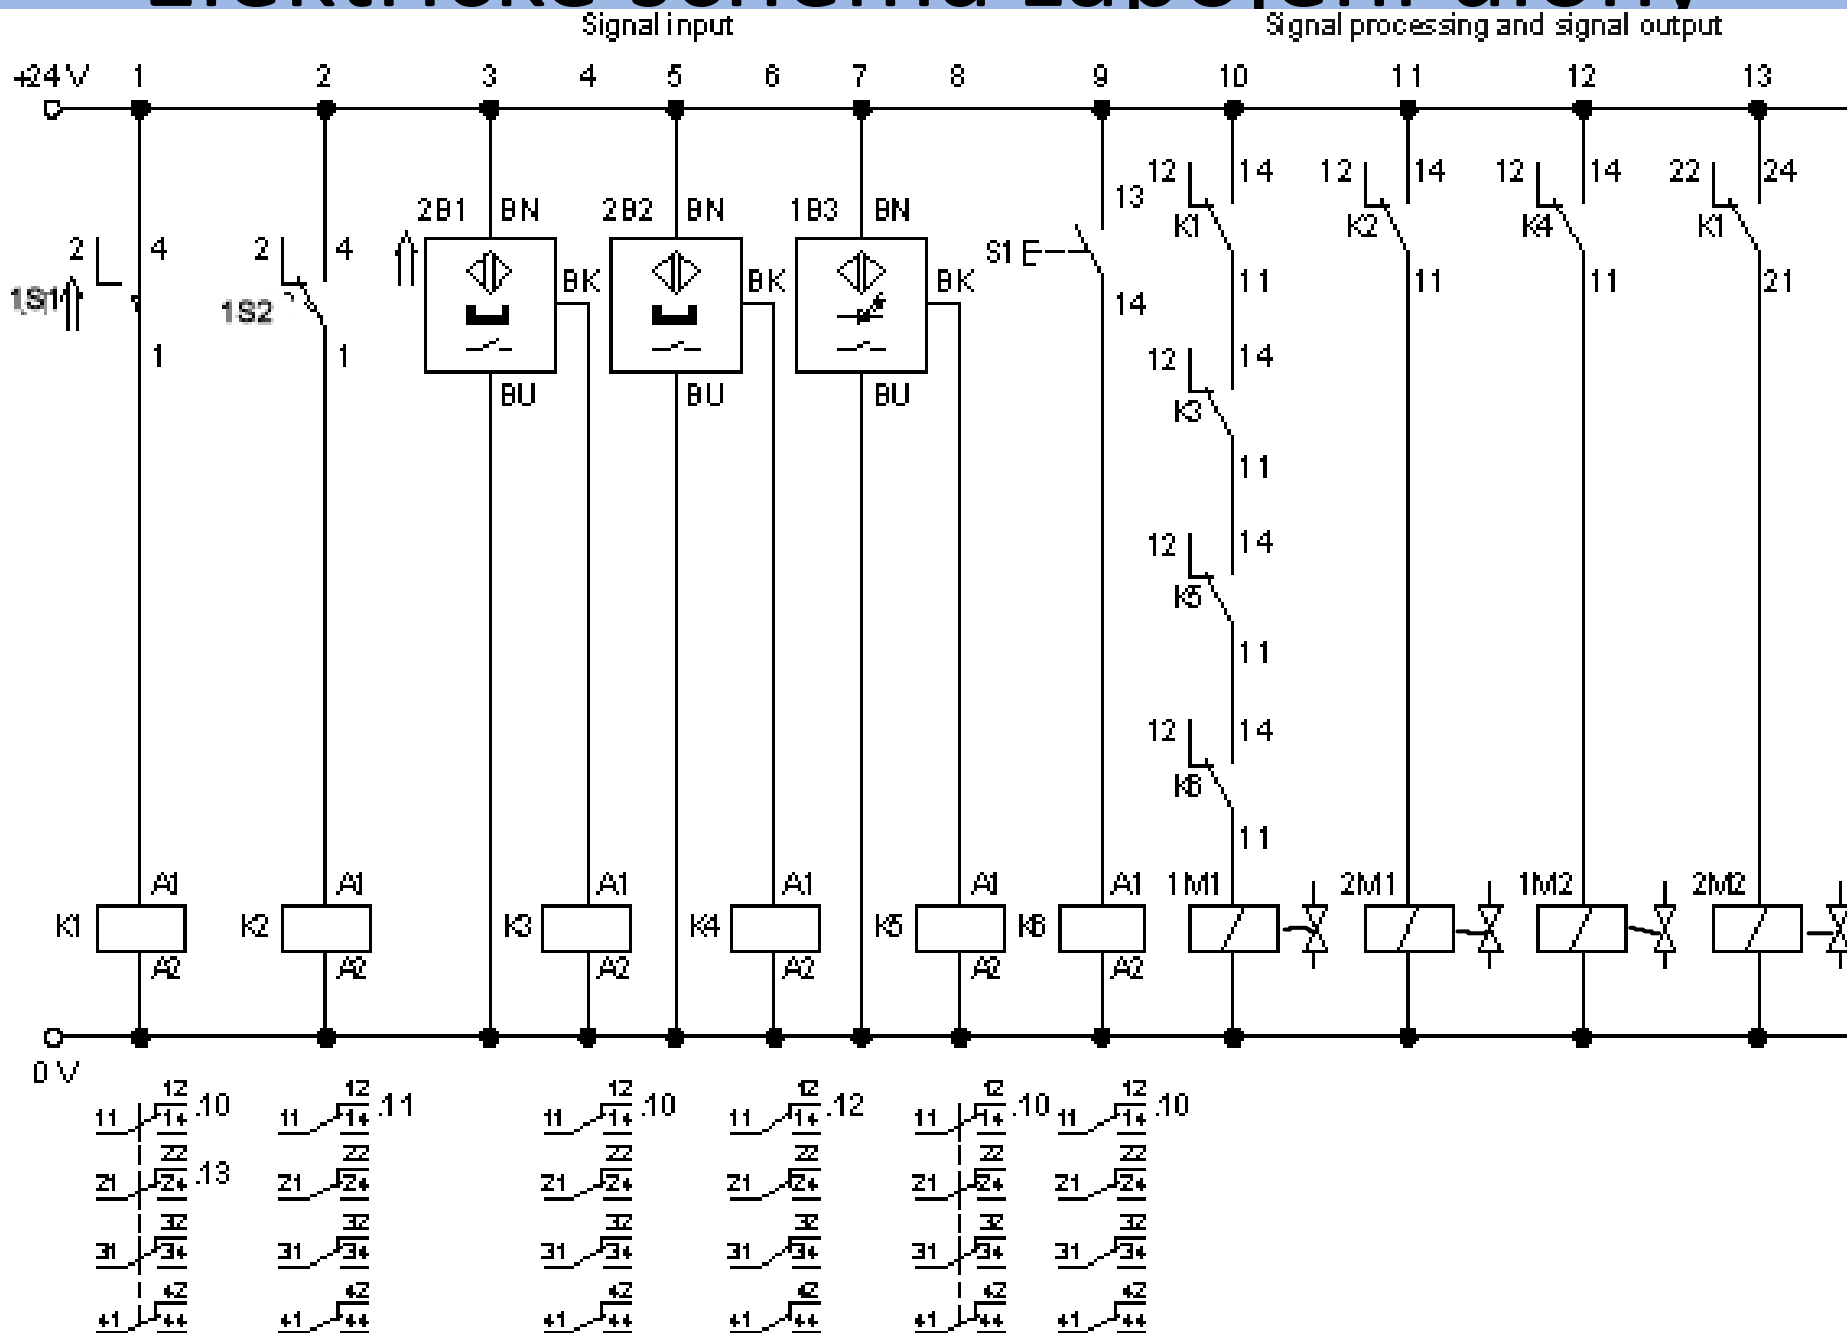 Elektrické schéma zapojení úlohy
Signal input Signal processing and signal output
+24 V 1 2 3 4 5 6 7 8 9 10 11 12 13
12 14 12 14 12 14 22 24
13
2B1 BN 2B2 BN 1B3 BN
K1 K2 K4 K1
2 4 2 4 S1
BK BK BK
11 11 11 21
1S1 1S2 14
1 1 12 14
BU BU BU
K3
11
12 14
K5
11
12 14
K6
11
A1 A1 A1 A1 A1 A1 1M1 2M1 1M2 2M2
K1 K2 K3 K4 K5 K6
A2 A2 A2 A2 A2 A2
0 V
12 12 12 12 12 12
11 14 .10 11 14 .11 11 14 .10 11 14 .12 11 14 .10 11 14 .10
22 22 22 22 22 22
21 24 .13 21 24 21 24 21 24 21 24 21 24
32 32 32 32 32 32
31 34 31 34 31 34 31 34 31 34 31 34
42 42 42 42 42 42
41 44 41 44 41 44 41 44 41 44 41 44